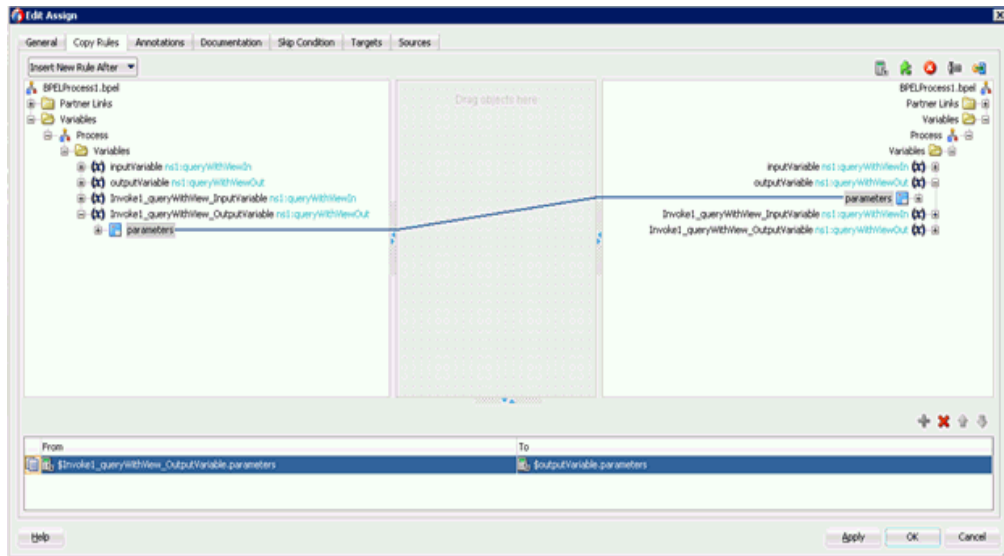 Edit Assign
General Copy Rules Annotations Documentation Skip Condition Targets Sources
Insert New Rule After
BPELProcess1.bpel
Partner Links
Variables
Process
Variables
inputVariable ns1:queryWithViewIn
outputVariable ns1:queryWithViewOut
Invoke1_queryWithView_InputVariable ns1:queryWithViewIn
Invoke1_queryWithView_OutputVariable ns1:queryWithViewOut
parameters
Drag objects here
BPELProcess1.bpel
Partner Links
Variables
Process
Variables
inputVariable ns1:queryWithViewIn
outputVariable ns1:queryWithViewOut
parameters
Invoke1_queryWithView_InputVariable ns1:queryWithViewIn
Invoke1_queryWithView_OutputVariable ns1:queryWithViewOut
From To
$Invoke1_queryWithView_OutputVariable.parameters $outputVariable.parameters
Help Apply OK Cancel